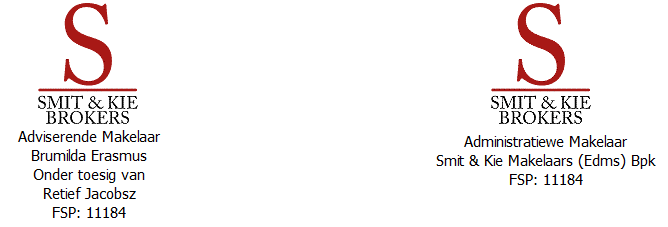 S
SMIT & KIE
BROKERS
Adviserende Makelaar
Brumilda Erasmus
Onder toesig van
Retief Jacobsz
FSP: 11184
S
SMIT & KIE
BROKERS
Administratiewe Makelaar
Smit & Kie Makelaars (Edms) Bpk
FSP: 11184